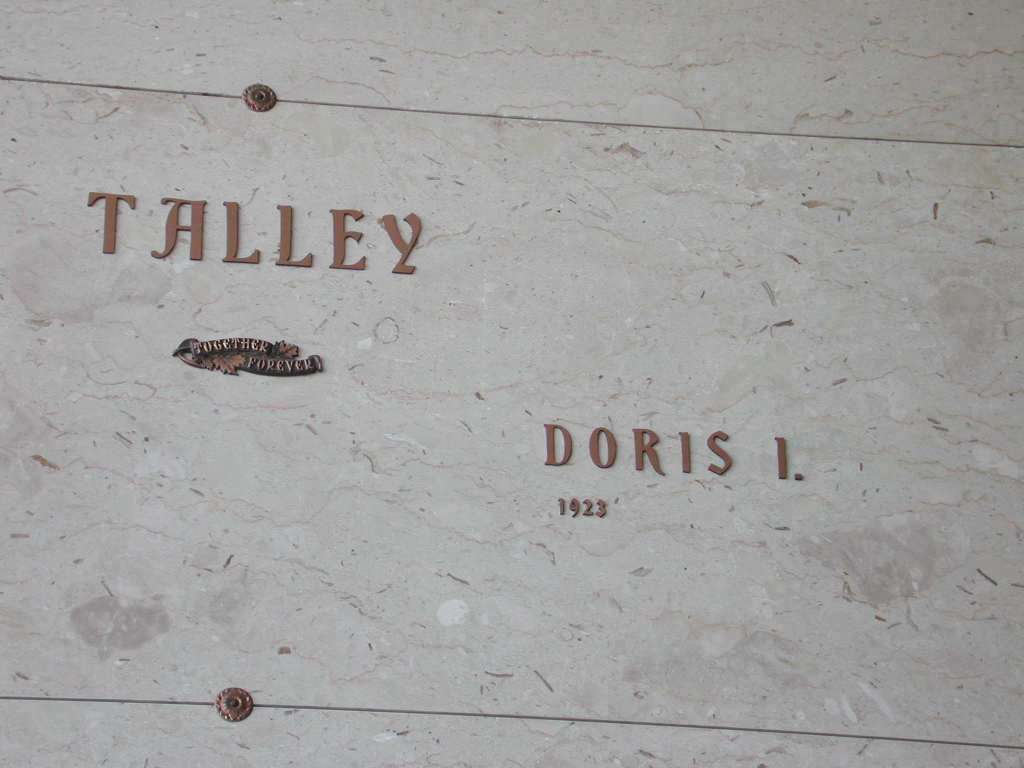 TALLEY
TOGETHER
FOREVER
DORIS I.
1923